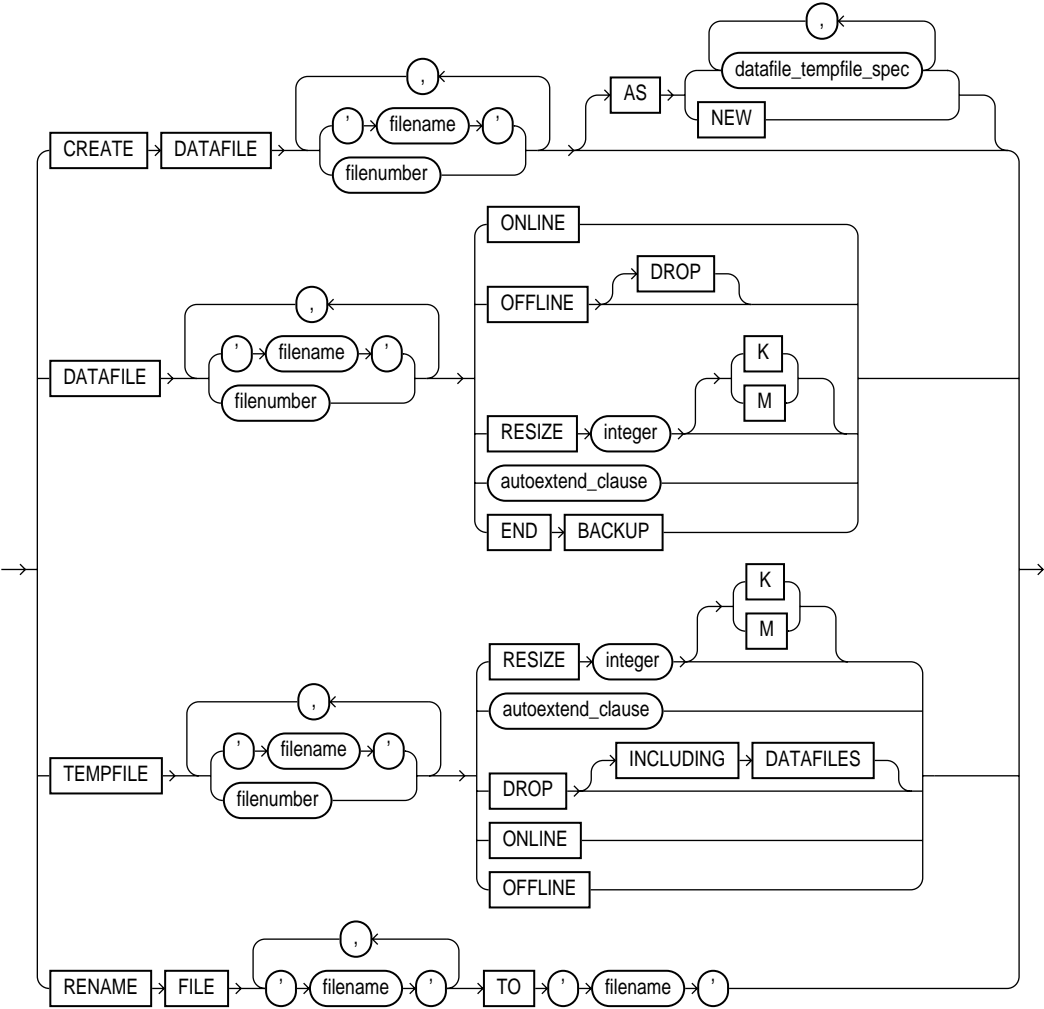 ,
datafile_tempfile_spec
AS
NEW
,
' filename '
CREATE DATAFILE
filenumber
ONLINE
DROP
OFFLINE
,
' filename '
K
DATAFILE
M
filenumber
RESIZE integer
autoextend_clause
END BACKUP
K
M
RESIZE integer
,
autoextend_clause
' filename '
INCLUDING DATAFILES
TEMPFILE
DROP
filenumber
ONLINE
OFFLINE
,
RENAME FILE ' filename ' TO ' filename '